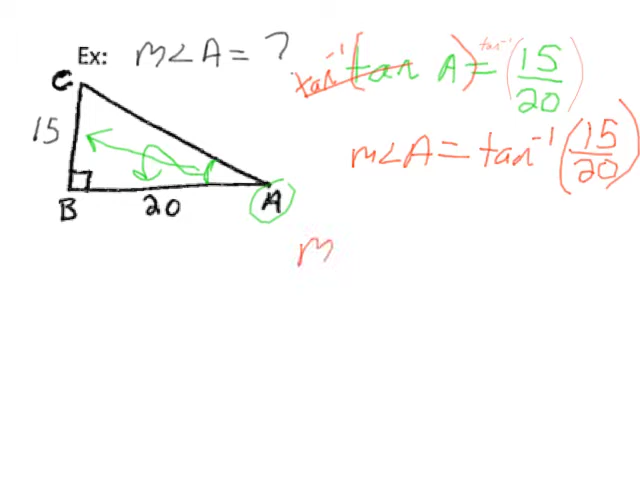 Ex: m∠A = ?
tan⁻¹(tan A) = tan⁻¹(15/20)
C
15
m∠A = tan⁻¹(15/20)
B
20
A
m